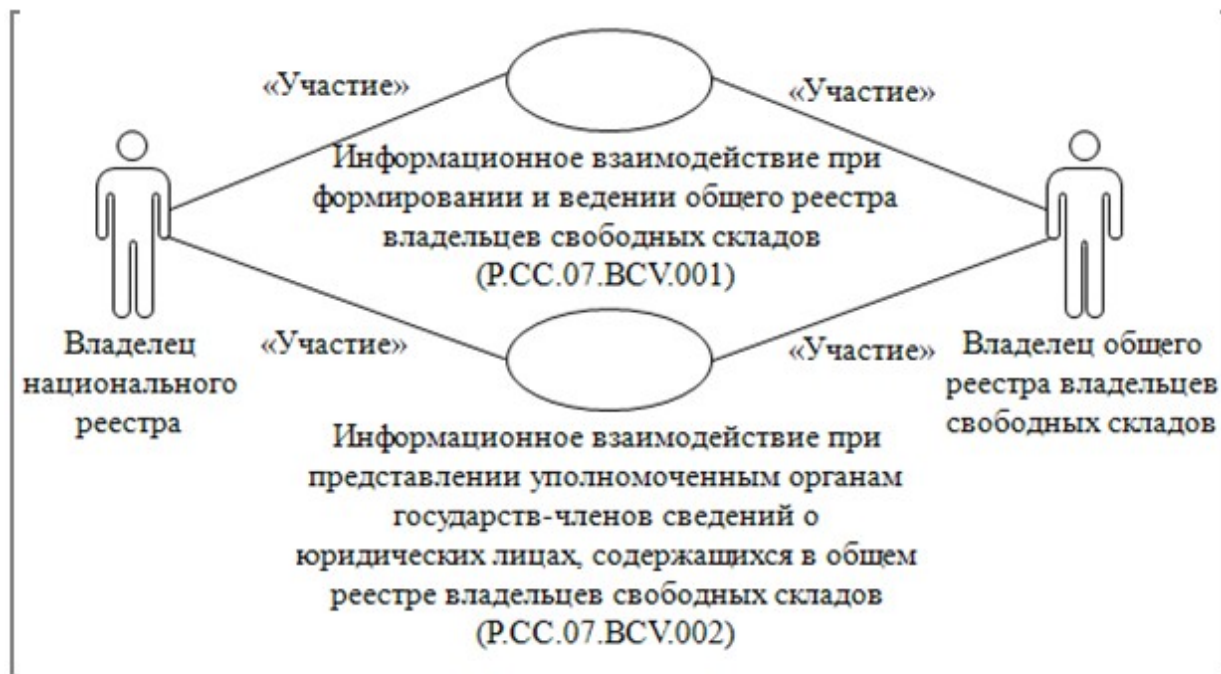 «Участие»
«Участие»
Информационное взаимодействие при
формировании и ведении общего реестра
владельцев свободных складов
(P.CC.07.BCV.001)
Владелец
национального
реестра
«Участие»
«Участие»
Владелец общего
реестра владельцев
свободных складов
Информационное взаимодействие при
представлении уполномоченным органам
государств-членов сведений о
юридических лицах, содержащихся в общем
реестре владельцев свободных складов
(P.CC.07.BCV.002)